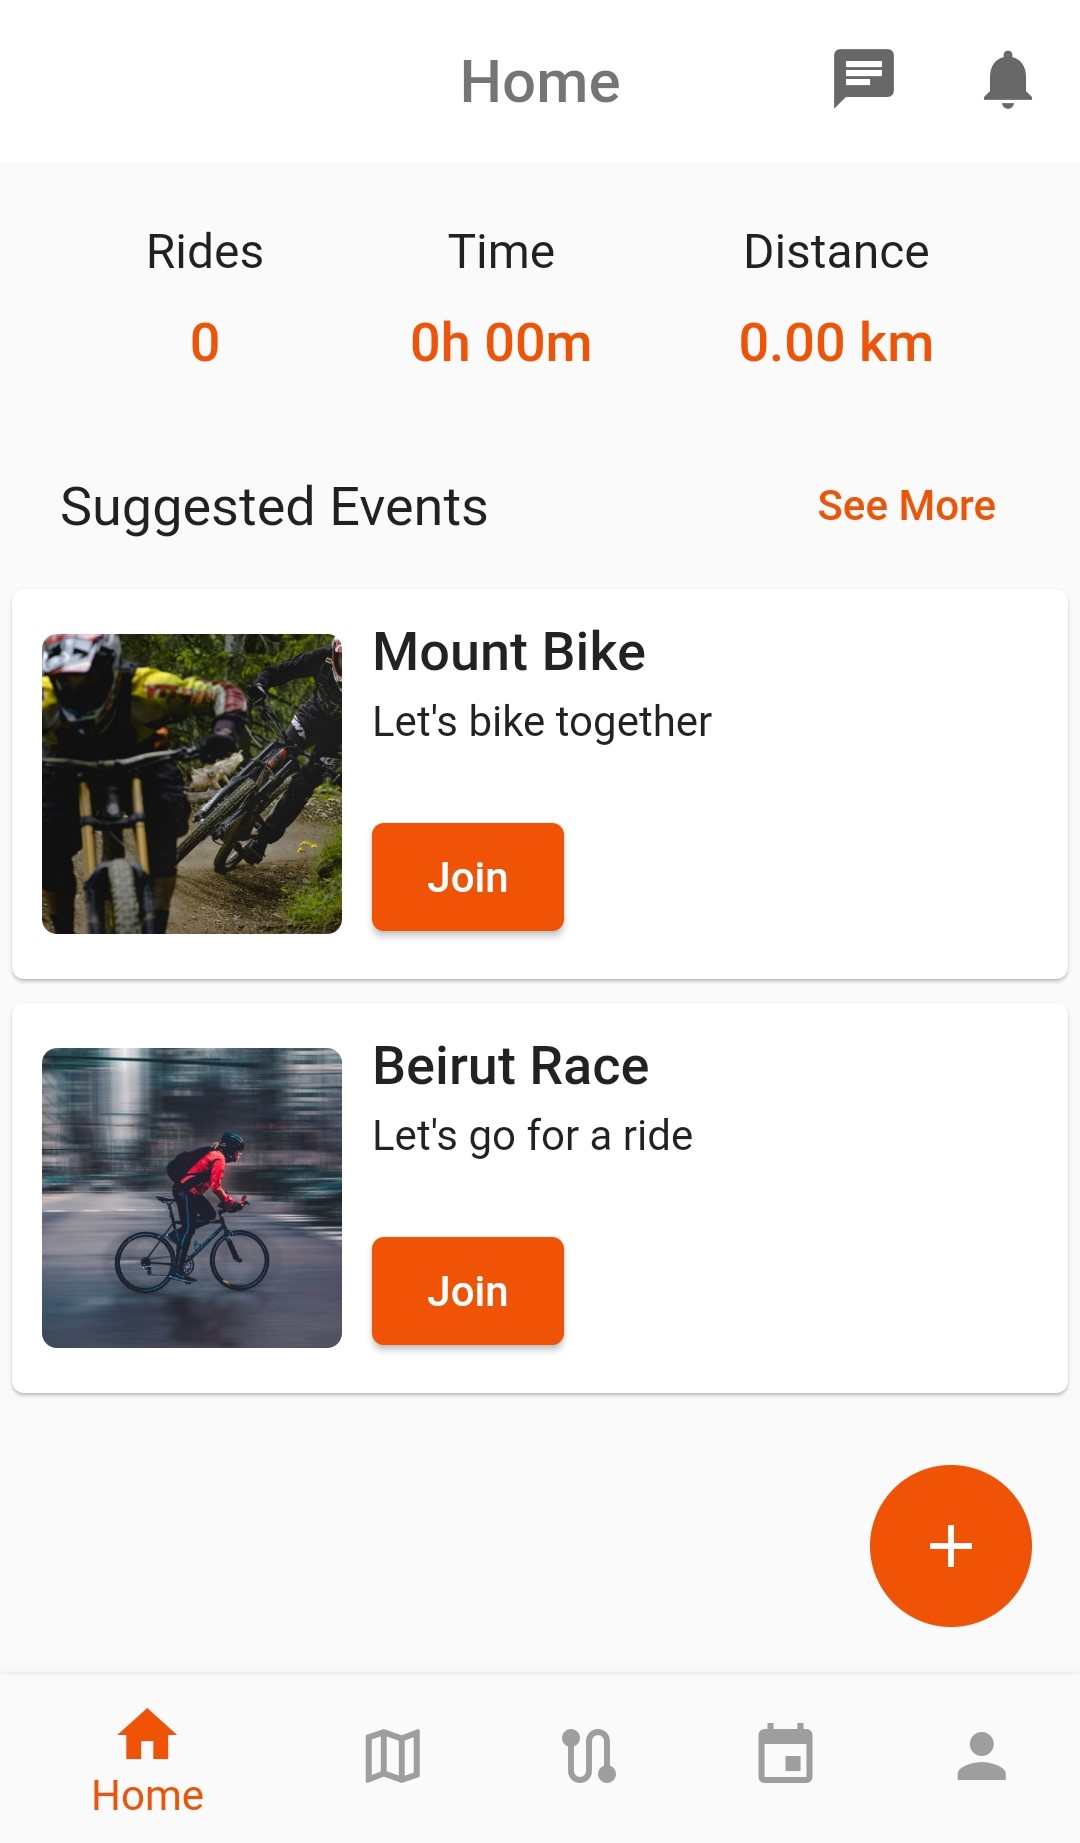 Home
Rides Time Distance
0 0h 00m 0.00 km
Suggested Events See More
Mount Bike
Let's bike together
Join
Beirut Race
Let's go for a ride
Join
Home